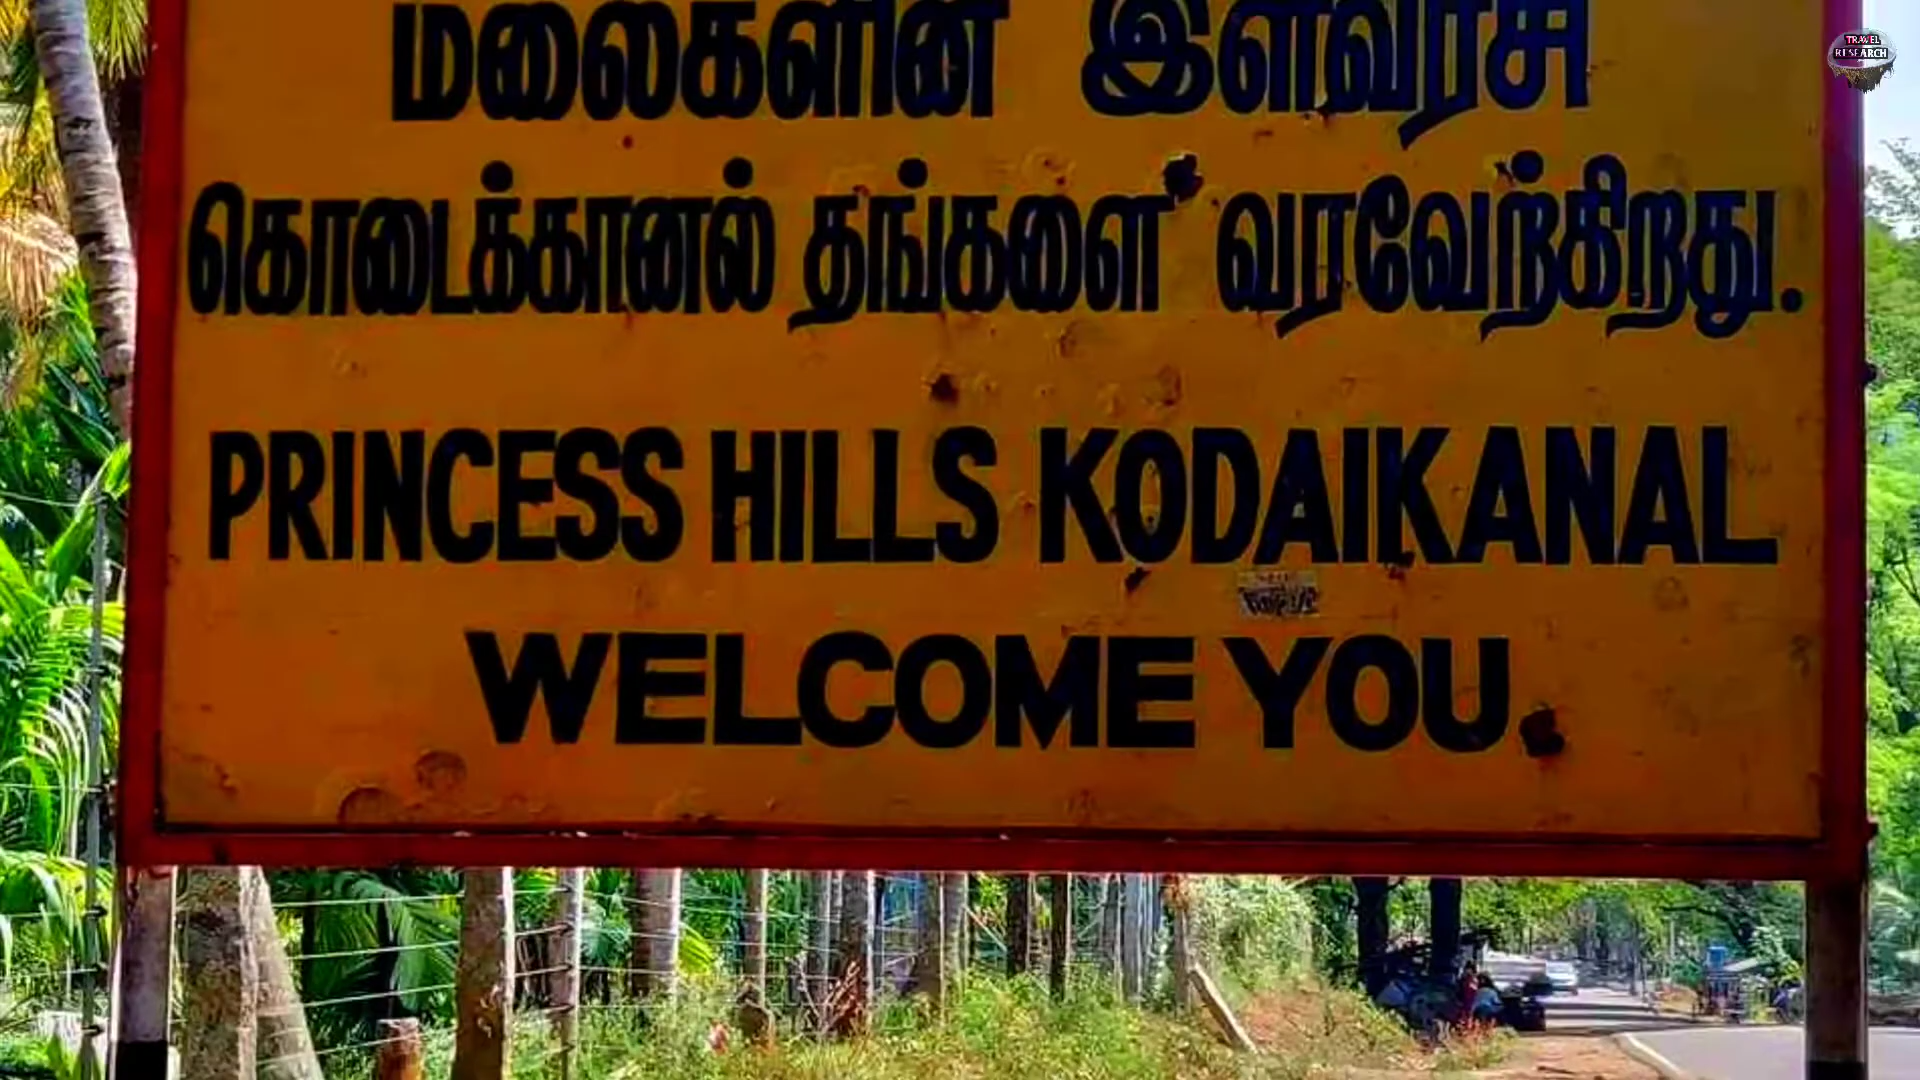 மலைகளின் இளவரசி
கொடைக்கானல் தங்களை வரவேற்கிறது.
PRINCESS HILLS KODAIKANAL
WELCOME YOU.
TRAVEL
RESEARCH